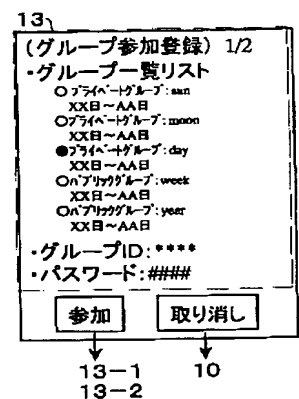 13
(グループ参加登録) 1/2
・グループ一覧リスト
○プライベートグループ:sun
XX日~AA日
○プライベートグループ:moon
XX日~AA日
●プライベートグループ:day
XX日~AA日
○パブリックグループ:week
XX日~AA日
○パブリックグループ:year
XX日~AA日
・グループID:****
・パスワード:####
参加 取り消し
13-1 10
13-2